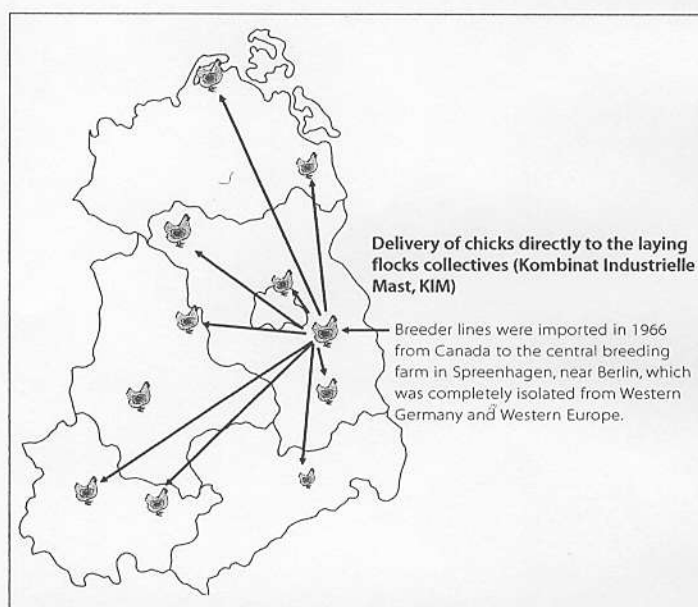 Delivery of chicks directly to the laying
flocks collectives (Kombinat Industrielle
Mast, KIM)
Breeder lines were imported in 1966
from Canada to the central breeding
farm in Spreenhagen, near Berlin, which
was completely isolated from Western
Germany and Western Europe.